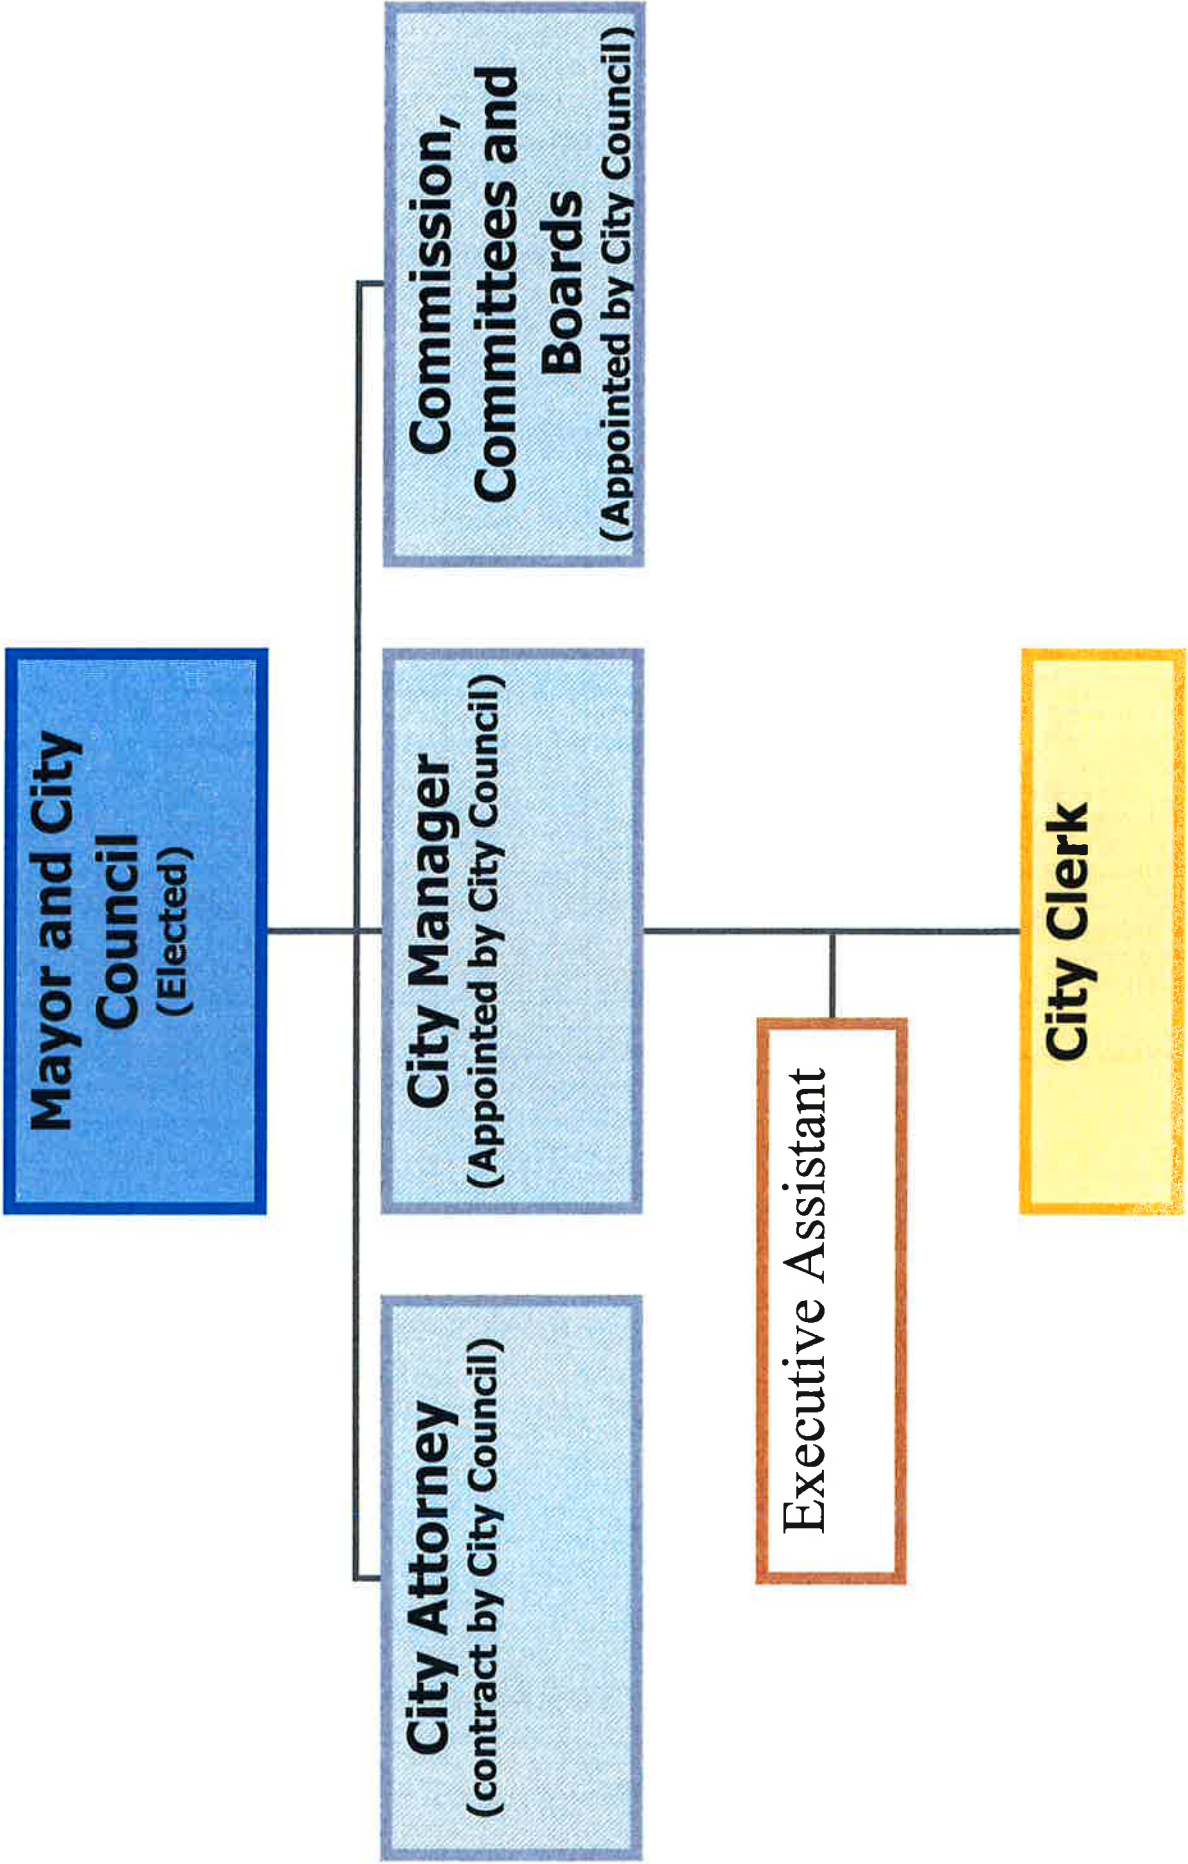 Mayor and City
Council
(Elected)
City Attorney
(contract by City Council)
City Manager
(Appointed by City Council)
Commission,
Committees and
Boards
(Appointed by City Council)
Executive Assistant
City Clerk